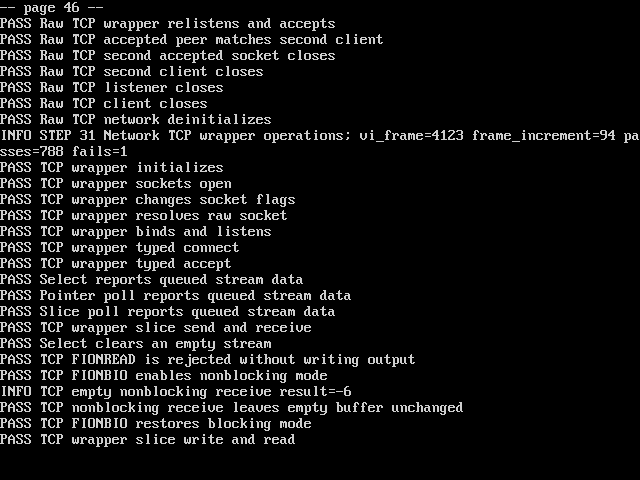 -- page 46 --
PASS Raw TCP wrapper relistens and accepts
PASS Raw TCP accepted peer matches second client
PASS Raw TCP second accepted socket closes
PASS Raw TCP second client closes
PASS Raw TCP listener closes
PASS Raw TCP client closes
PASS Raw TCP network deinitializes
INFO STEP 31 Network TCP wrapper operations; vi_frame=4123 frame_increment=94 pa
sses=788 fails=1
PASS TCP wrapper initializes
PASS TCP wrapper sockets open
PASS TCP wrapper changes socket flags
PASS TCP wrapper resolves raw socket
PASS TCP wrapper binds and listens
PASS TCP wrapper typed connect
PASS TCP wrapper typed accept
PASS Select reports queued stream data
PASS Pointer poll reports queued stream data
PASS Slice poll reports queued stream data
PASS TCP wrapper slice send and receive
PASS Select clears an empty stream
PASS TCP FIONREAD is rejected without writing output
PASS TCP FIONBIO enables nonblocking mode
INFO TCP empty nonblocking receive result=-6
PASS TCP nonblocking receive leaves empty buffer unchanged
PASS TCP FIONBIO restores blocking mode
PASS TCP wrapper slice write and read